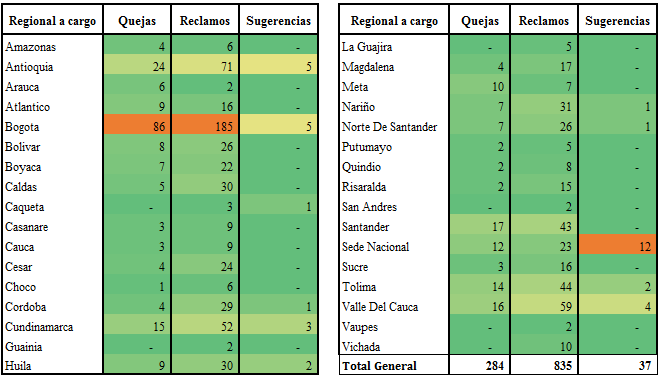 Regional a cargo Quejas Reclamos Sugerencias
Amazonas 4 6 -
Antioquia 24 71 5
Arauca 6 2 -
Atlantico 9 16 -
Bogota 86 185 5
Bolivar 8 26 -
Boyaca 7 22 -
Caldas 5 30 -
Caqueta - 3 1
Casanare 3 9 -
Cauca 3 9 -
Cesar 4 24 -
Choco 1 6 -
Cordoba 4 29 1
Cundinamarca 15 52 3
Guainia - 2 -
Huila 9 30 2
Regional a cargo Quejas Reclamos Sugerencias
La Guajira - 5 -
Magdalena 4 17 -
Meta 10 7 -
Nariño 7 31 1
Norte De Santander 7 26 1
Putumayo 2 5 -
Quindio 2 8 -
Risaralda 2 15 -
San Andres - 2 -
Santander 17 43 -
Sede Nacional 12 23 12
Sucre 3 16 -
Tolima 14 44 2
Valle Del Cauca 16 59 4
Vaupes - 2 -
Vichada - 10 -
Total General 284 835 37